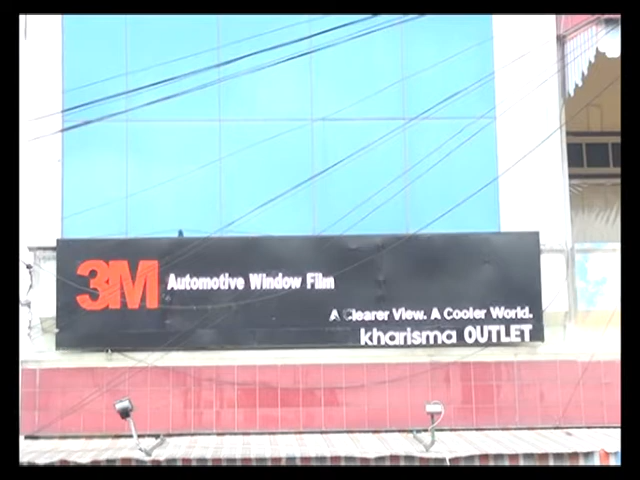 3M Automotive Window Film
A Clearer View. A Cooler World.
kharisma OUTLET